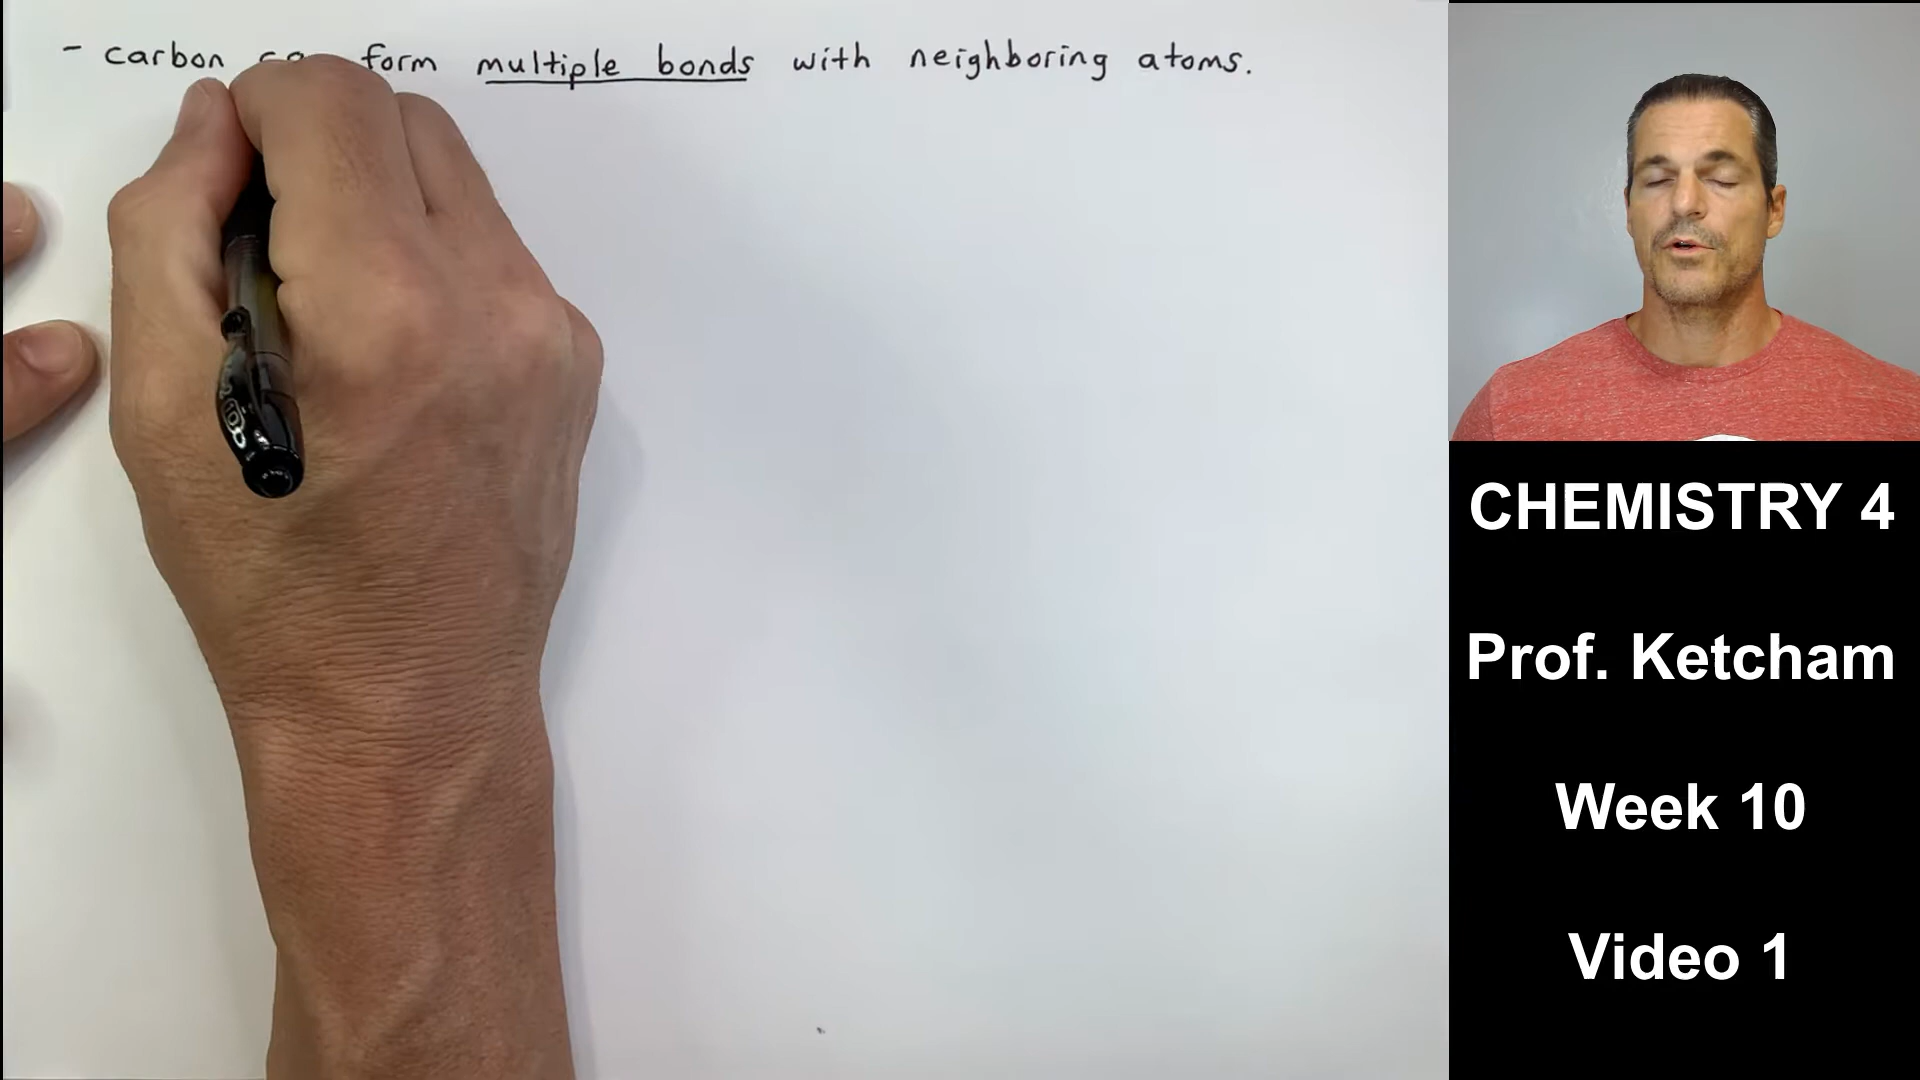 - carbon form multiple bonds with neighboring atoms.
CHEMISTRY 4
Prof. Ketcham
Week 10
Video 1